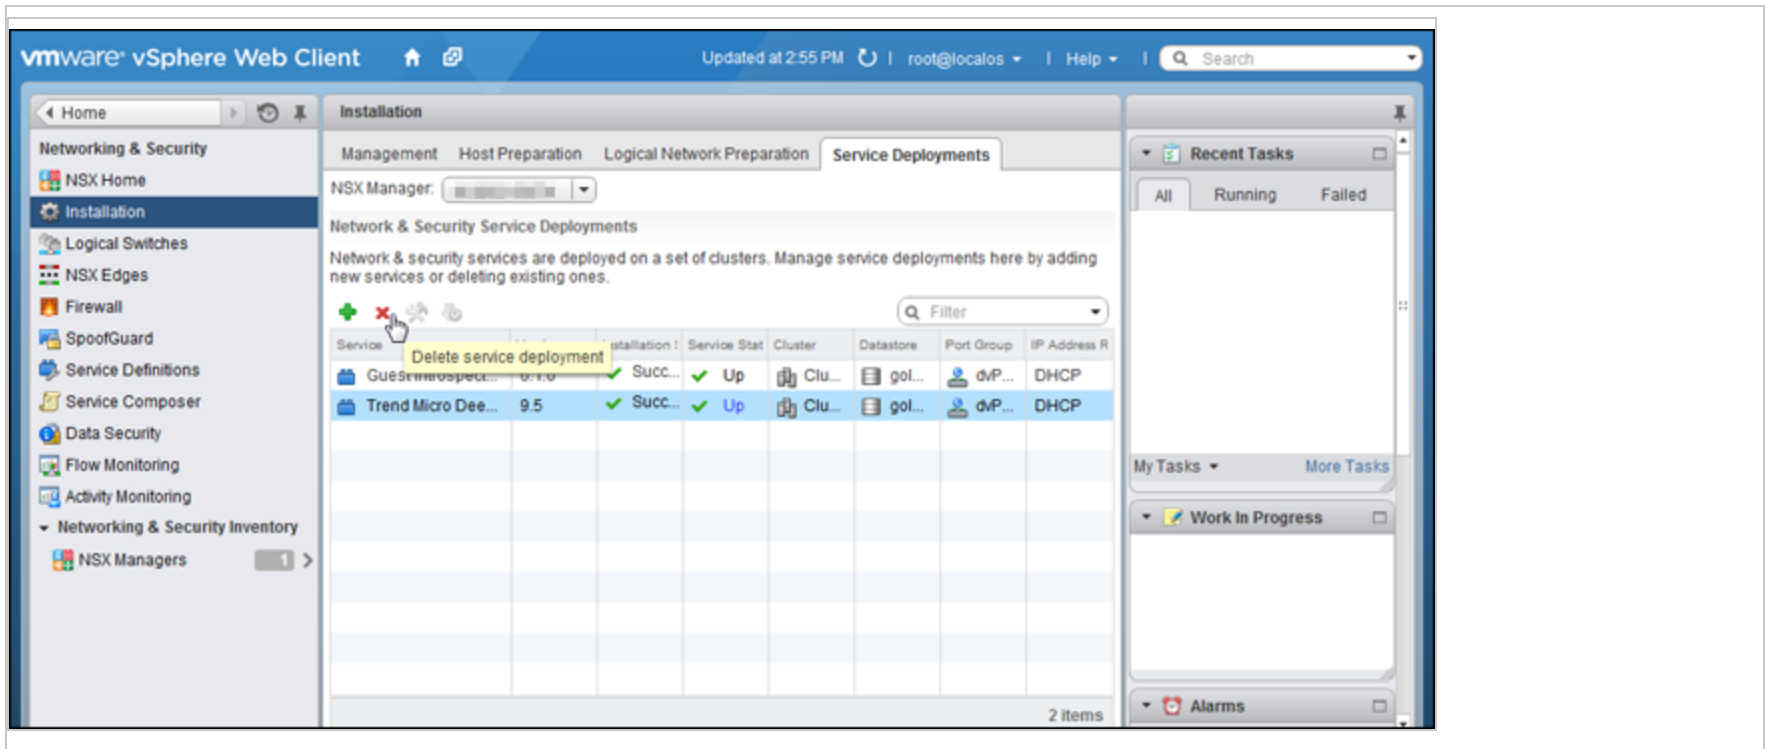 vmware® vSphere Web Client
Updated at 2:55 PM | root@localos | Help | Search
Home
Networking & Security
NSX Home
Installation
Logical Switches
NSX Edges
Firewall
SpoofGuard
Service Definitions
Service Composer
Data Security
Flow Monitoring
Activity Monitoring
Networking & Security Inventory
NSX Managers 1
Installation
Management Host Preparation Logical Network Preparation Service Deployments
NSX Manager:
Network & Security Service Deployments
Network & security services are deployed on a set of clusters. Manage service deployments here by adding
new services or deleting existing ones.
Filter
Service Service Stat Cluster Datastore Port Group IP Address R
Delete service deployment
Succ... Up Clu... gol... dvP... DHCP
Trend Micro Dee... 9.5 Succ... Up Clu... gol... dvP... DHCP
2 items
Recent Tasks
All Running Failed
My Tasks More Tasks
Work In Progress
Alarms